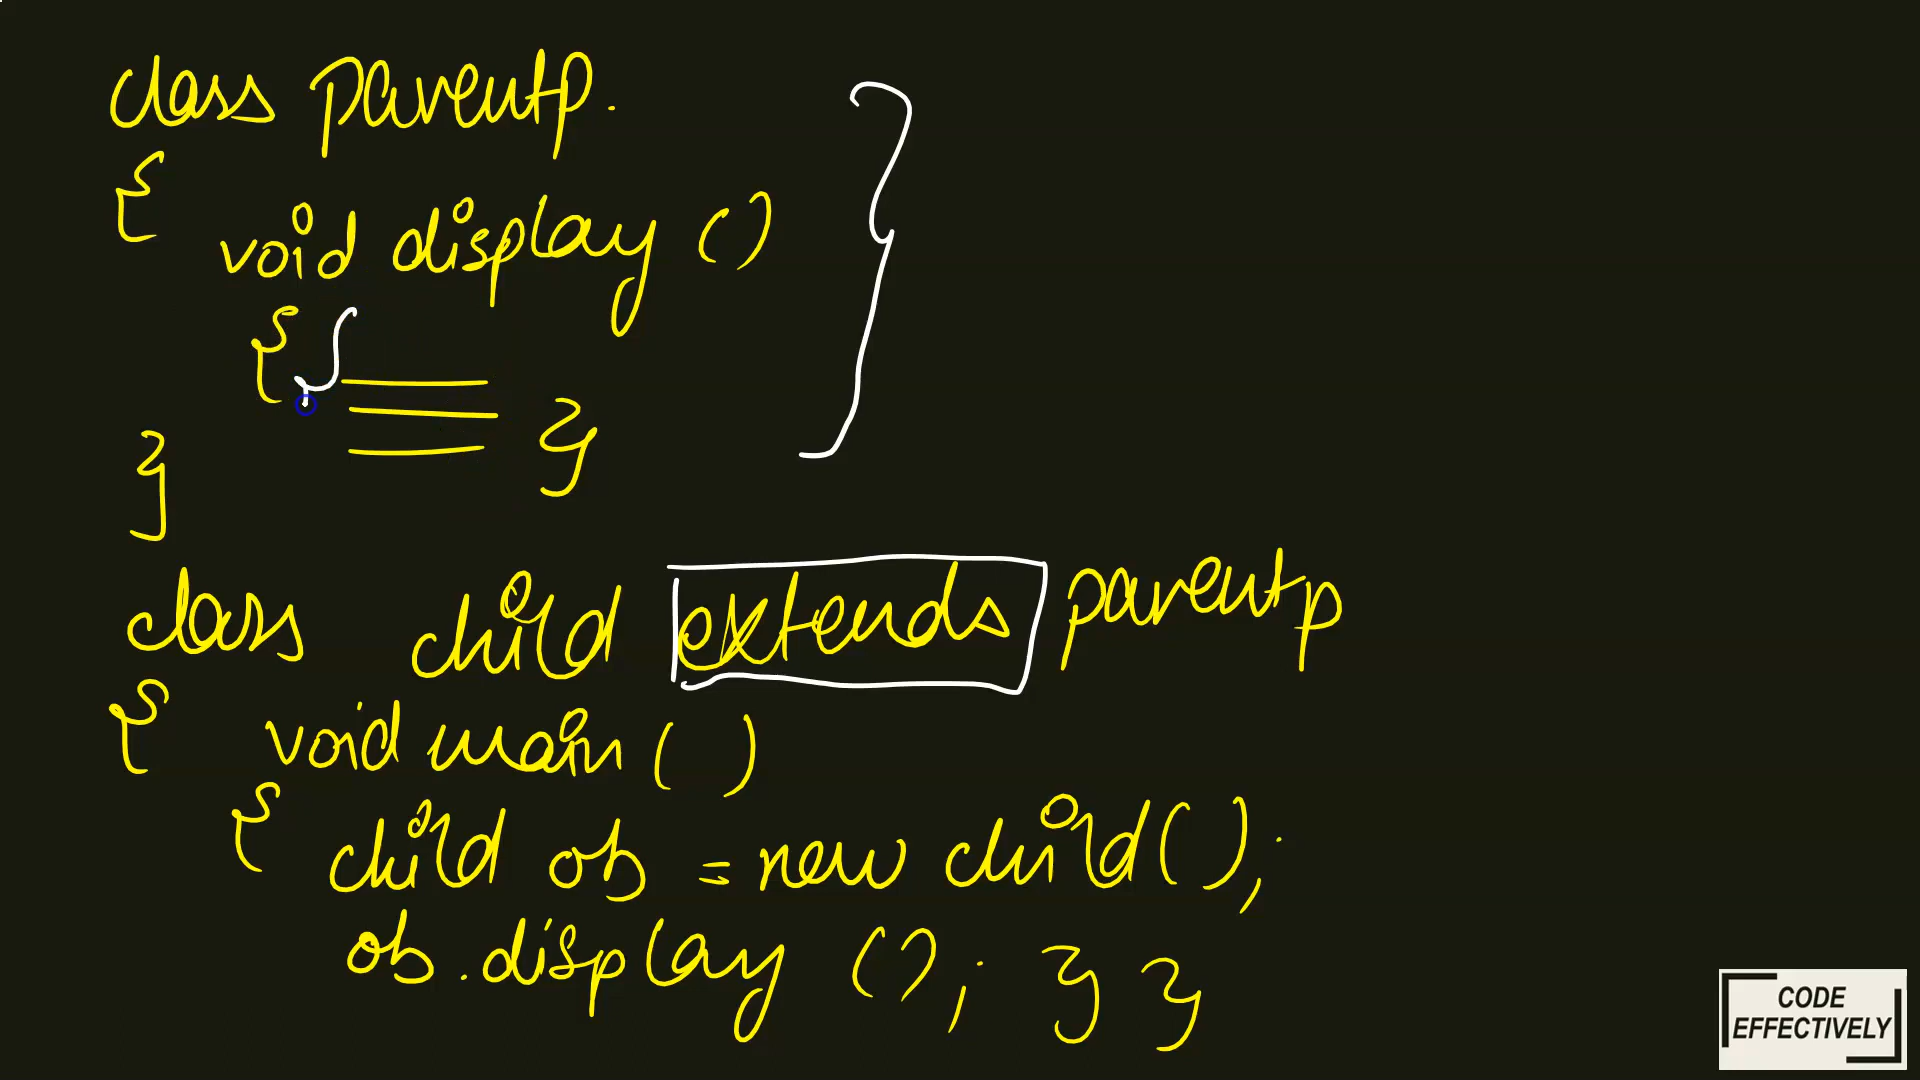 class parentp.
{
void display ()
{
}
}
class child extends parentp
{ void main ( )
{ child ob = new child();
ob.display (); } }
CODE
EFFECTIVELY